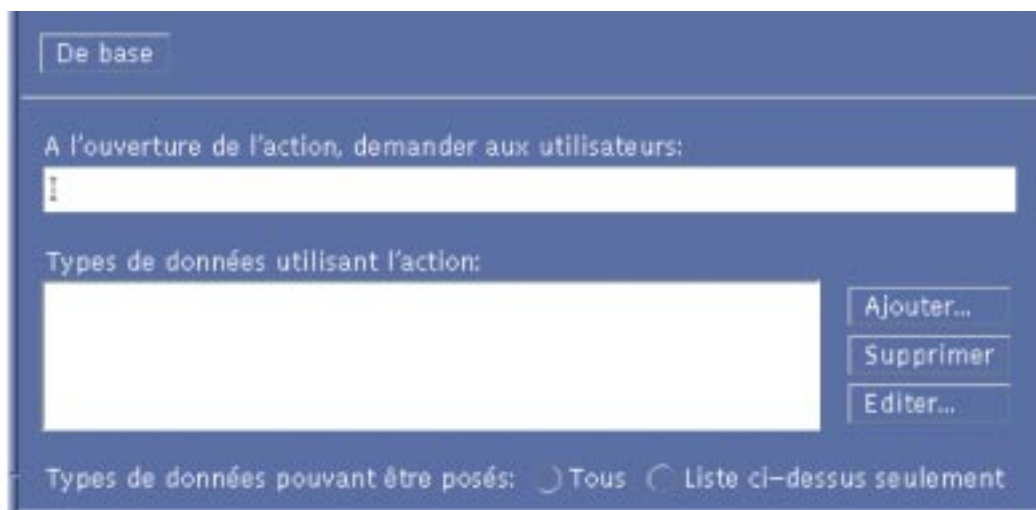 De base
A l'ouverture de l'action, demander aux utilisateurs:
Types de données utilisant l'action:
Ajouter...
Supprimer
Editer...
Types de données pouvant être posés: Tous Liste ci-dessus seulement